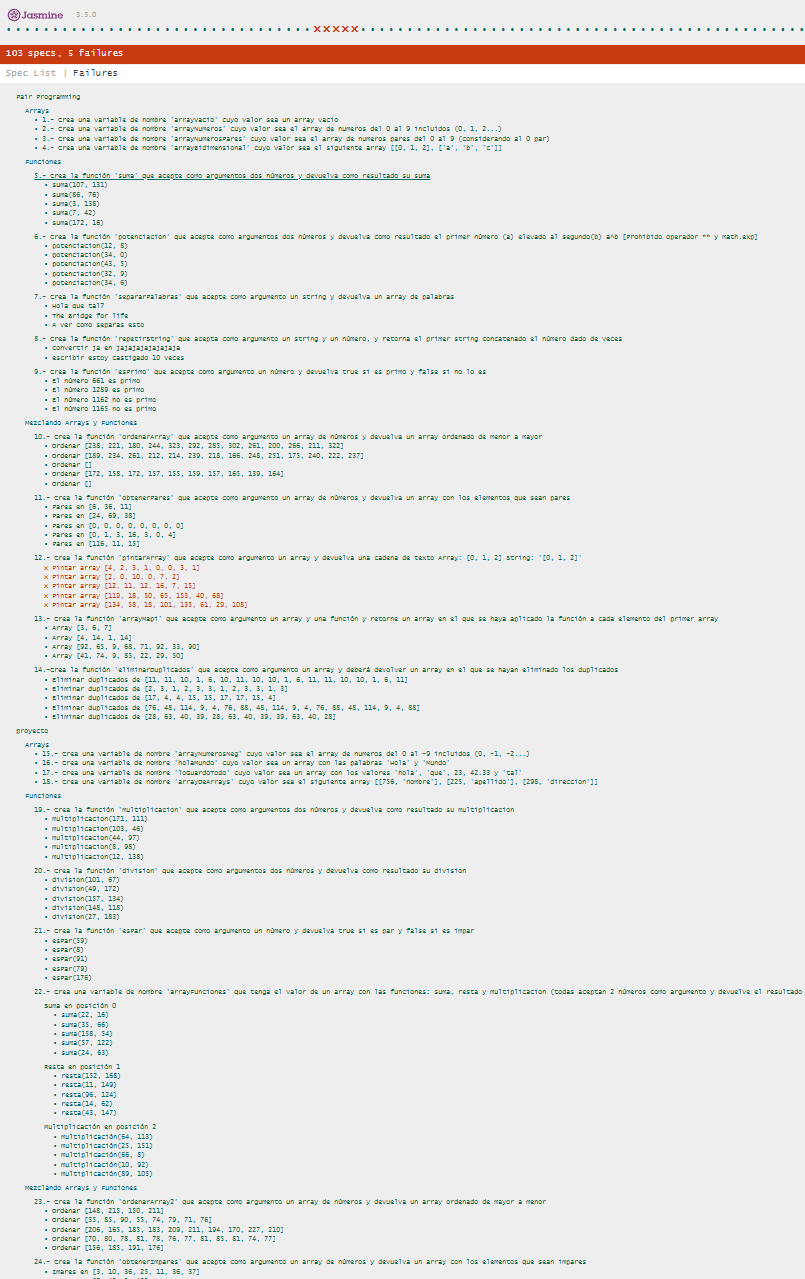 Jasmine 3.5.0
103 specs, 5 failures
Spec List | Failures
Pair Programming
Arrays
• 1.- Crea una variable de nombre 'arrayVacio' cuyo valor sea un array vacio
• 2.- Crea una variable de nombre 'arrayNumeros' cuyo valor sea el array de numeros del 0 al 9 incluidos (0, 1, 2...)
• 3.- Crea una variable de nombre 'arrayNumerosPares' cuyo valor sea el array de numeros pares del 0 al 9 (considerando al 0 par)
• 4.- Crea una variable de nombre 'arrayBidimensional' cuyo valor sea el siguiente array [[0, 1, 2], ['a', 'b', 'c']]
Funciones
5.- Crea la función 'suma' que acepte como argumentos dos números y devuelva como resultado su suma
• suma(107, 131)
• suma(86, 76)
• suma(3, 138)
• suma(7, 42)
• suma(172, 16)
6.- Crea la función 'potenciacion' que acepte como argumentos dos números y devuelva como resultado el primer número (a) elevado al segundo(b) a^b [Prohibido operador ** y Math.exp]
• potenciacion(12, 8)
• potenciacion(34, 0)
• potenciacion(43, 5)
• potenciacion(32, 9)
• potenciacion(34, 6)
7.- Crea la función 'separarPalabras' que acepte como argumento un string y devuelva un array de palabras
• Hola que tal?
• The Bridge for life
• A ver como separas esto
8.- Crea la función 'repetirString' que acepta como argumento un string y un número, y retorna el primer string concatenado el número dado de veces
• Convertir ja en jajajajajajajaja
• escribir estoy castigado 10 veces
9.- Crea la función 'esPrimo' que acepte como argumento un número y devuelva true si es primo y false si no lo es
• El número 661 es primo
• El número 1289 es primo
• El número 1162 no es primo
• El número 1165 no es primo
Mezclando Arrays y Funciones
10.- Crea la función 'ordenarArray' que acepte como argumento un array de números y devuelva un array ordenado de menor a mayor
• Ordenar [238, 221, 180, 244, 323, 292, 285, 302, 261, 200, 266, 211, 322]
• Ordenar [189, 234, 261, 212, 214, 239, 218, 166, 248, 251, 175, 240, 222, 237]
• Ordenar []
• Ordenar [172, 158, 172, 157, 155, 159, 157, 165, 139, 164]
• Ordenar []
11.- Crea la función 'obtenerPares' que acepte como argumento un array de números y devuelva un array con los elementos que sean pares
• Pares en [6, 36, 11]
• Pares en [24, 69, 38]
• Pares en [0, 0, 0, 0, 0, 0, 0, 0]
• Pares en [0, 1, 3, 16, 3, 0, 4]
• Pares en [116, 11, 15]
12.- Crea la función 'pintarArray' que acepte como argumento un array y devuelva una cadena de texto Array: [0, 1, 2] String: '[0, 1, 2]'
× Pintar array [4, 2, 3, 1, 0, 0, 3, 1]
× Pintar array [2, 0, 10, 0, 7, 2]
× Pintar array [12, 11, 12, 16, 7, 15]
× Pintar array [119, 18, 50, 65, 153, 40, 68]
× Pintar array [134, 58, 18, 101, 135, 61, 29, 108]
13.- Crea la función 'arrayMapi' que acepte como argumento un array y una función y retorne un array en el que se haya aplicado la función a cada elemento del primer array
• Array [3, 6, 7]
• Array [4, 14, 1, 14]
• Array [92, 65, 9, 68, 71, 92, 33, 90]
• Array [41, 74, 9, 85, 22, 29, 50]
14.-Crea la función 'eliminarDuplicados' que acepte como argumento un array y deberá devolver un array en el que se hayan eliminado los duplicados
• Eliminar duplicados de [11, 11, 10, 1, 6, 10, 11, 10, 10, 1, 6, 11, 11, 10, 10, 1, 6, 11]
• Eliminar duplicados de [2, 3, 1, 2, 3, 3, 1, 2, 3, 3, 1, 3]
• Eliminar duplicados de [17, 4, 4, 15, 15, 17, 17, 15, 4]
• Eliminar duplicados de [76, 48, 114, 9, 4, 76, 88, 48, 114, 9, 4, 76, 88, 48, 114, 9, 4, 88]
• Eliminar duplicados de [28, 63, 40, 39, 28, 63, 40, 39, 39, 63, 40, 28]
proyecto
Arrays
• 15.- Crea una variable de nombre 'arrayNumerosNeg' cuyo valor sea el array de numeros del 0 al -9 incluidos (0, -1, -2...)
• 16.- Crea una variable de nombre 'holaMundo' cuyo valor sea un array con las palabras 'Hola' y 'Mundo'
• 17.- Crea una variable de nombre 'loGuardoTodo' cuyo valor sea un array con los valores 'hola', 'que', 23, 42.33 y 'tal'
• 18.- Crea una variable de nombre 'arrayDeArrays' cuyo valor sea el siguiente array [[756, 'nombre'], [225, 'apellido'], [298, 'direccion']]
Funciones
19.- Crea la función 'multiplicacion' que acepte como argumentos dos números y devuelva como resultado su multiplicacion
• multiplicacion(171, 111)
• multiplicacion(103, 46)
• multiplicacion(44, 97)
• multiplicacion(8, 98)
• multiplicacion(12, 138)
20.- Crea la función 'division' que acepte como argumentos dos números y devuelva como resultado su division
• division(101, 67)
• division(49, 172)
• division(157, 134)
• division(148, 118)
• division(27, 183)
21.- Crea la función 'esPar' que acepte como argumento un número y devuelva true si es par y false si es impar
• esPar(59)
• esPar(8)
• esPar(91)
• esPar(79)
• esPar(176)
22.- Crea una variable de nombre 'arrayFunciones' que tenga el valor de un array con las funciones: suma, resta y multiplicacion (todas aceptan 2 números como argumento y devuelve el resultado
Suma en posición 0
• suma(22, 16)
• suma(35, 66)
• suma(158, 54)
• suma(57, 122)
• suma(24, 63)
Resta en posición 1
• resta(152, 168)
• resta(11, 149)
• resta(96, 124)
• resta(14, 62)
• resta(43, 147)
Multiplicación en posición 2
• multiplicación(64, 113)
• multiplicación(25, 151)
• multiplicación(66, 8)
• multiplicación(10, 92)
• multiplicación(89, 105)
Mezclando Arrays y Funciones
23.- Crea la función 'ordenarArray2' que acepte como argumento un array de números y devuelva un array ordenado de mayor a menor
• Ordenar [148, 215, 150, 211]
• Ordenar [35, 85, 90, 55, 74, 79, 71, 76]
• Ordenar [206, 165, 185, 183, 209, 211, 194, 170, 227, 210]
• Ordenar [70, 80, 78, 81, 78, 76, 77, 81, 85, 81, 74, 77]
• Ordenar [156, 185, 191, 176]
24.- Crea la función 'obtenerImpares' que acepte como argumento un array de números y devuelva un array con los elementos que sean impares
• Imares en [3, 10, 36, 25, 11, 36, 37]